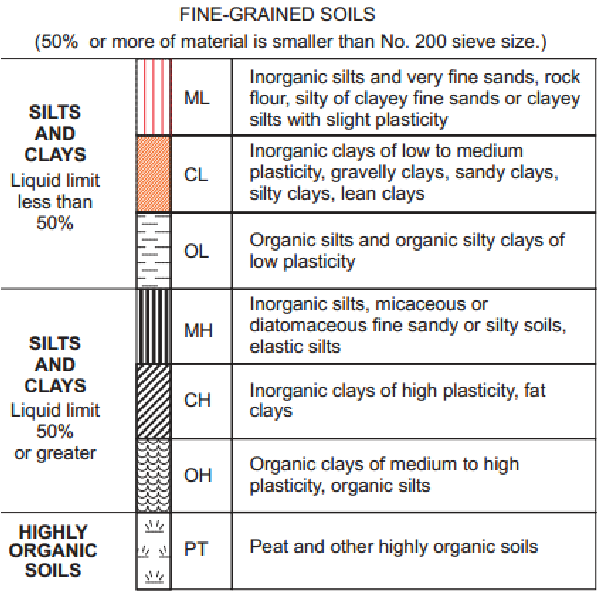 FINE-GRAINED SOILS
(50% or more of material is smaller than No. 200 sieve size.)
SILTS
AND
CLAYS
Liquid limit
less than
50%
ML
Inorganic silts and very fine sands, rock
flour, silty of clayey fine sands or clayey
silts with slight plasticity
CL
Inorganic clays of low to medium
plasticity, gravelly clays, sandy clays,
silty clays, lean clays
OL
Organic silts and organic silty clays of
low plasticity
SILTS
AND
CLAYS
Liquid limit
50%
or greater
MH
Inorganic silts, micaceous or
diatomaceous fine sandy or silty soils,
elastic silts
CH
Inorganic clays of high plasticity, fat
clays
OH
Organic clays of medium to high
plasticity, organic silts
HIGHLY
ORGANIC
SOILS
PT
Peat and other highly organic soils